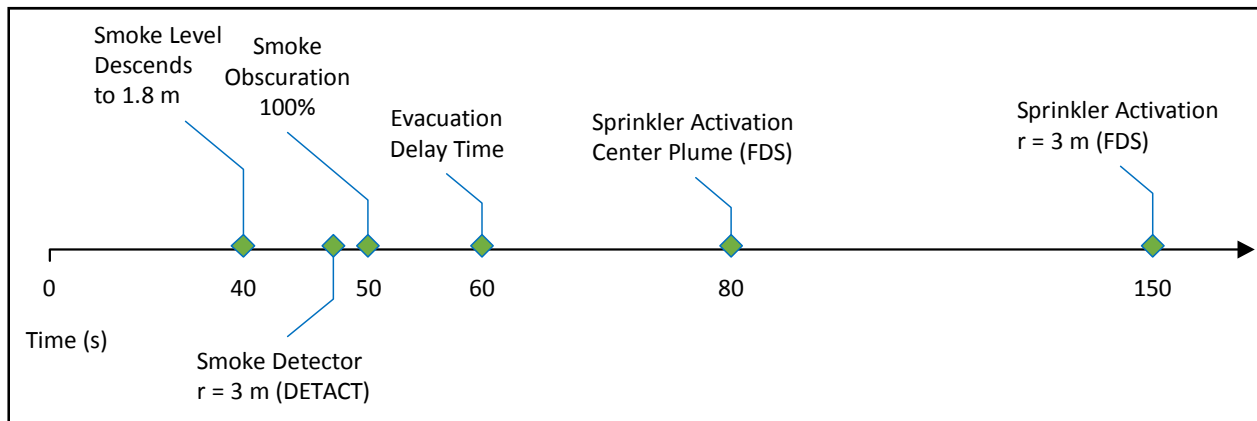 Smoke Level
Descends
to 1.8 m
Smoke
Obscuration
100%
Evacuation
Delay Time
Sprinkler Activation
Center Plume (FDS)
Sprinkler Activation
r = 3 m (FDS)
0
40
50
60
80
150
Time (s)
Smoke Detector
r = 3 m (DETACT)